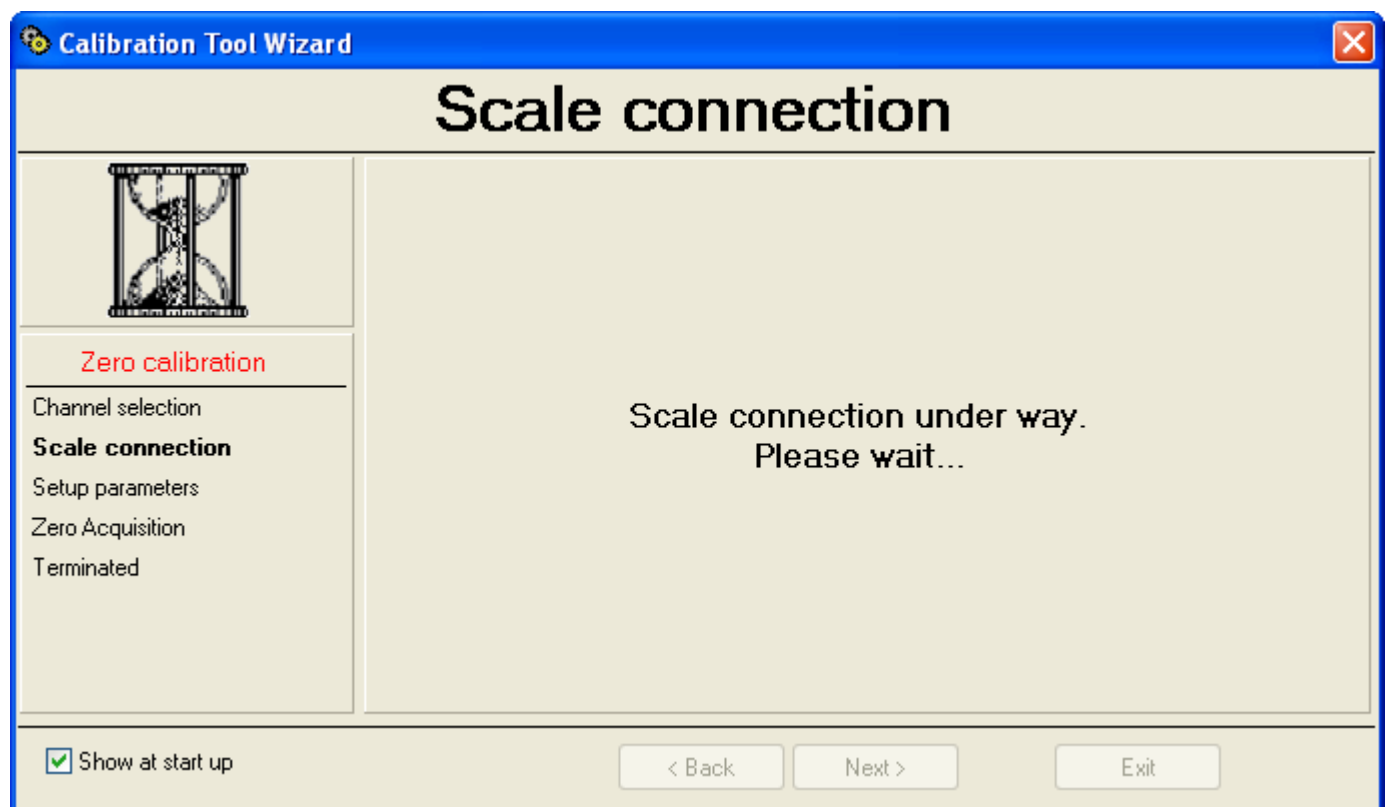 Calibration Tool Wizard
Scale connection
Zero calibration
Channel selection
Scale connection
Setup parameters
Zero Acquisition
Terminated
Scale connection under way.
Please wait...
Show at start up
< Back
Next >
Exit